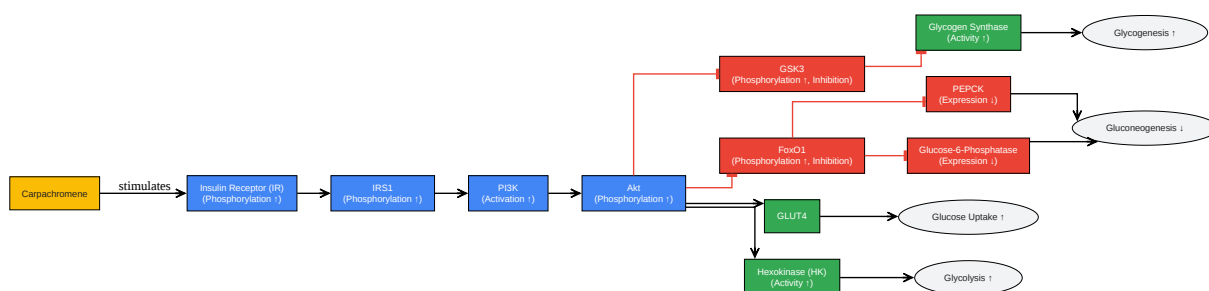 Carpachromene
stimulates
Insulin Receptor (IR)
(Phosphorylation ↑)
IRS1
(Phosphorylation ↑)
PI3K
(Activation ↑)
Akt
(Phosphorylation ↑)
GSK3
(Phosphorylation ↑, Inhibition)
Glycogen Synthase
(Activity ↑)
Glycogenesis ↑
FoxO1
(Phosphorylation ↑, Inhibition)
PEPCK
(Expression ↓)
Glucose-6-Phosphatase
(Expression ↓)
Gluconeogenesis ↓
GLUT4
Glucose Uptake ↑
Hexokinase (HK)
(Activity ↑)
Glycolysis ↑